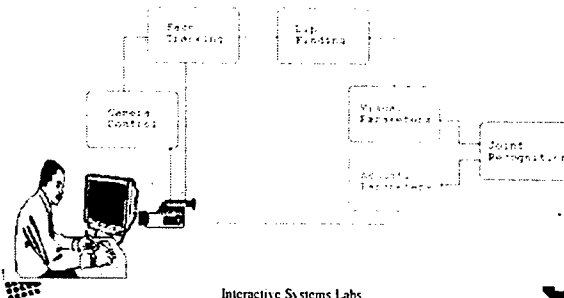 Face
Tracking
Lip
Finding
Camera
Control
Visual
Parameters
Acoustic
Parameters
Joint
Recognition
Interactive Systems Labs